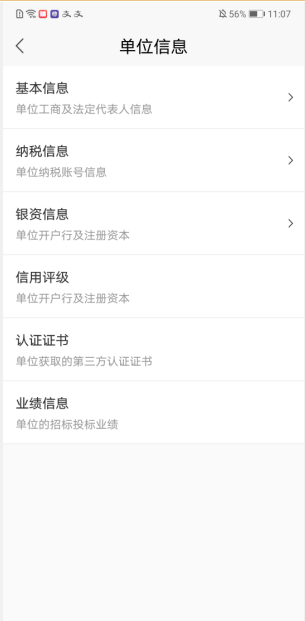 支 支 56% 11:07
单位信息
基本信息
单位工商及法定代表人信息
纳税信息
单位纳税账号信息
银资信息
单位开户行及注册资本
信用评级
单位开户行及注册资本
认证证书
单位获取的第三方认证证书
业绩信息
单位的招标投标业绩